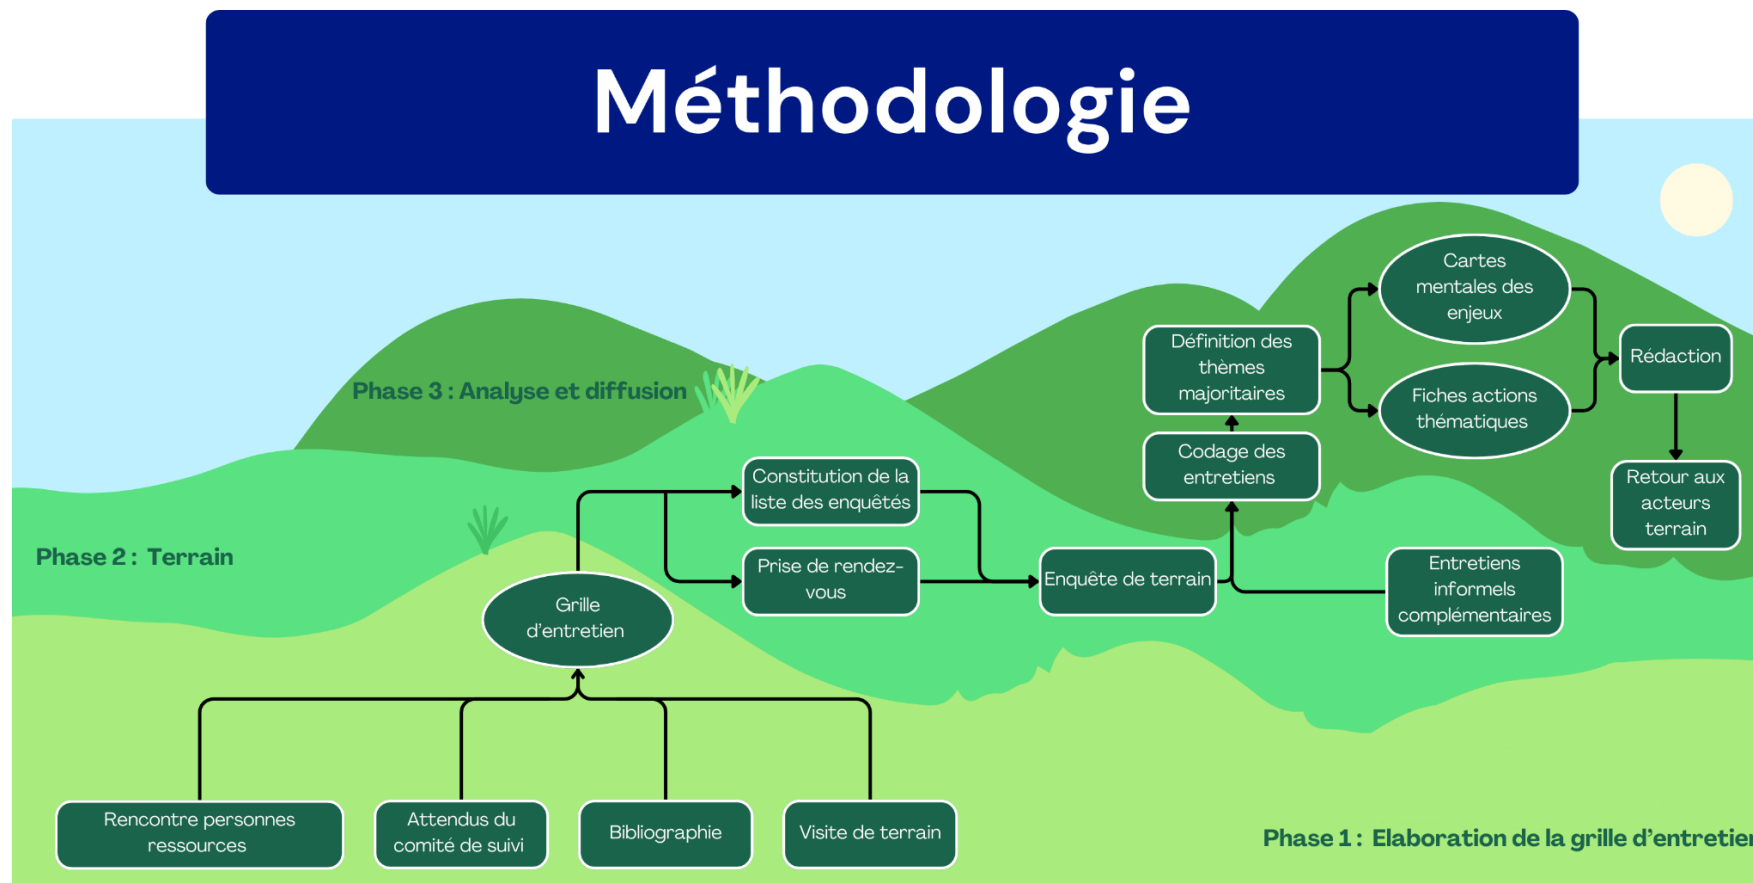 Méthodologie
Cartes
mentales des
enjeux
Définition des
thèmes
majoritaires
Rédaction
Phase 3 : Analyse et diffusion
Fiches actions
thématiques
Codage des
entretiens
Constitution de la
liste des enquêtés
Retour aux
acteurs
terrain
Phase 2 : Terrain
Prise de rendez-
vous
Enquête de terrain
Entretiens
informels
complémentaires
Grille
d'entretien
Rencontre personnes
ressources
Attendus du
comité de suivi
Bibliographie
Visite de terrain
Phase 1 : Elaboration de la grille d'entretien